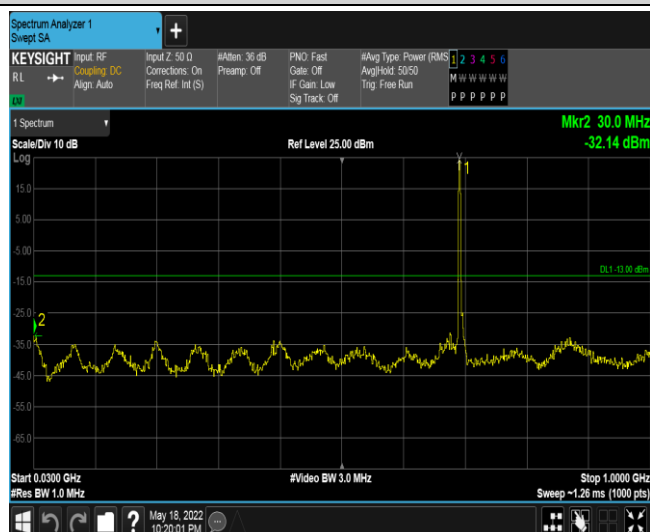 Spectrum Analyzer 1
Swept SA
+
KEYSIGHT
RL
Input: RF
Coupling: DC
Align: Auto
Input Z: 50 Ω
Corrections: On
Freq Ref: Int (S)
#Atten: 36 dB
Preamp: Off
PNO: Fast
Gate: Off
IF Gain: Low
Sig Track: Off
#Avg Type: Power (RMS
Avg|Hold: 50/50
Trig: Free Run
1 2 3 4 5 6
M W W W W W
P P P P P P
1 Spectrum
Mkr2 30.0 MHz
Scale/Div 10 dB
Ref Level 25.00 dBm
-32.14 dBm
Log
1
15.0
5.00
-5.00
DL1 -13.00 dBm
-15.0
-25.0
2
-35.0
-45.0
-55.0
-65.0
Start 0.0300 GHz
#Video BW 3.0 MHz
Stop 1.0000 GHz
#Res BW 1.0 MHz
Sweep ~1.26 ms (1000 pts)
?
May 18, 2022
10:20:01 PM